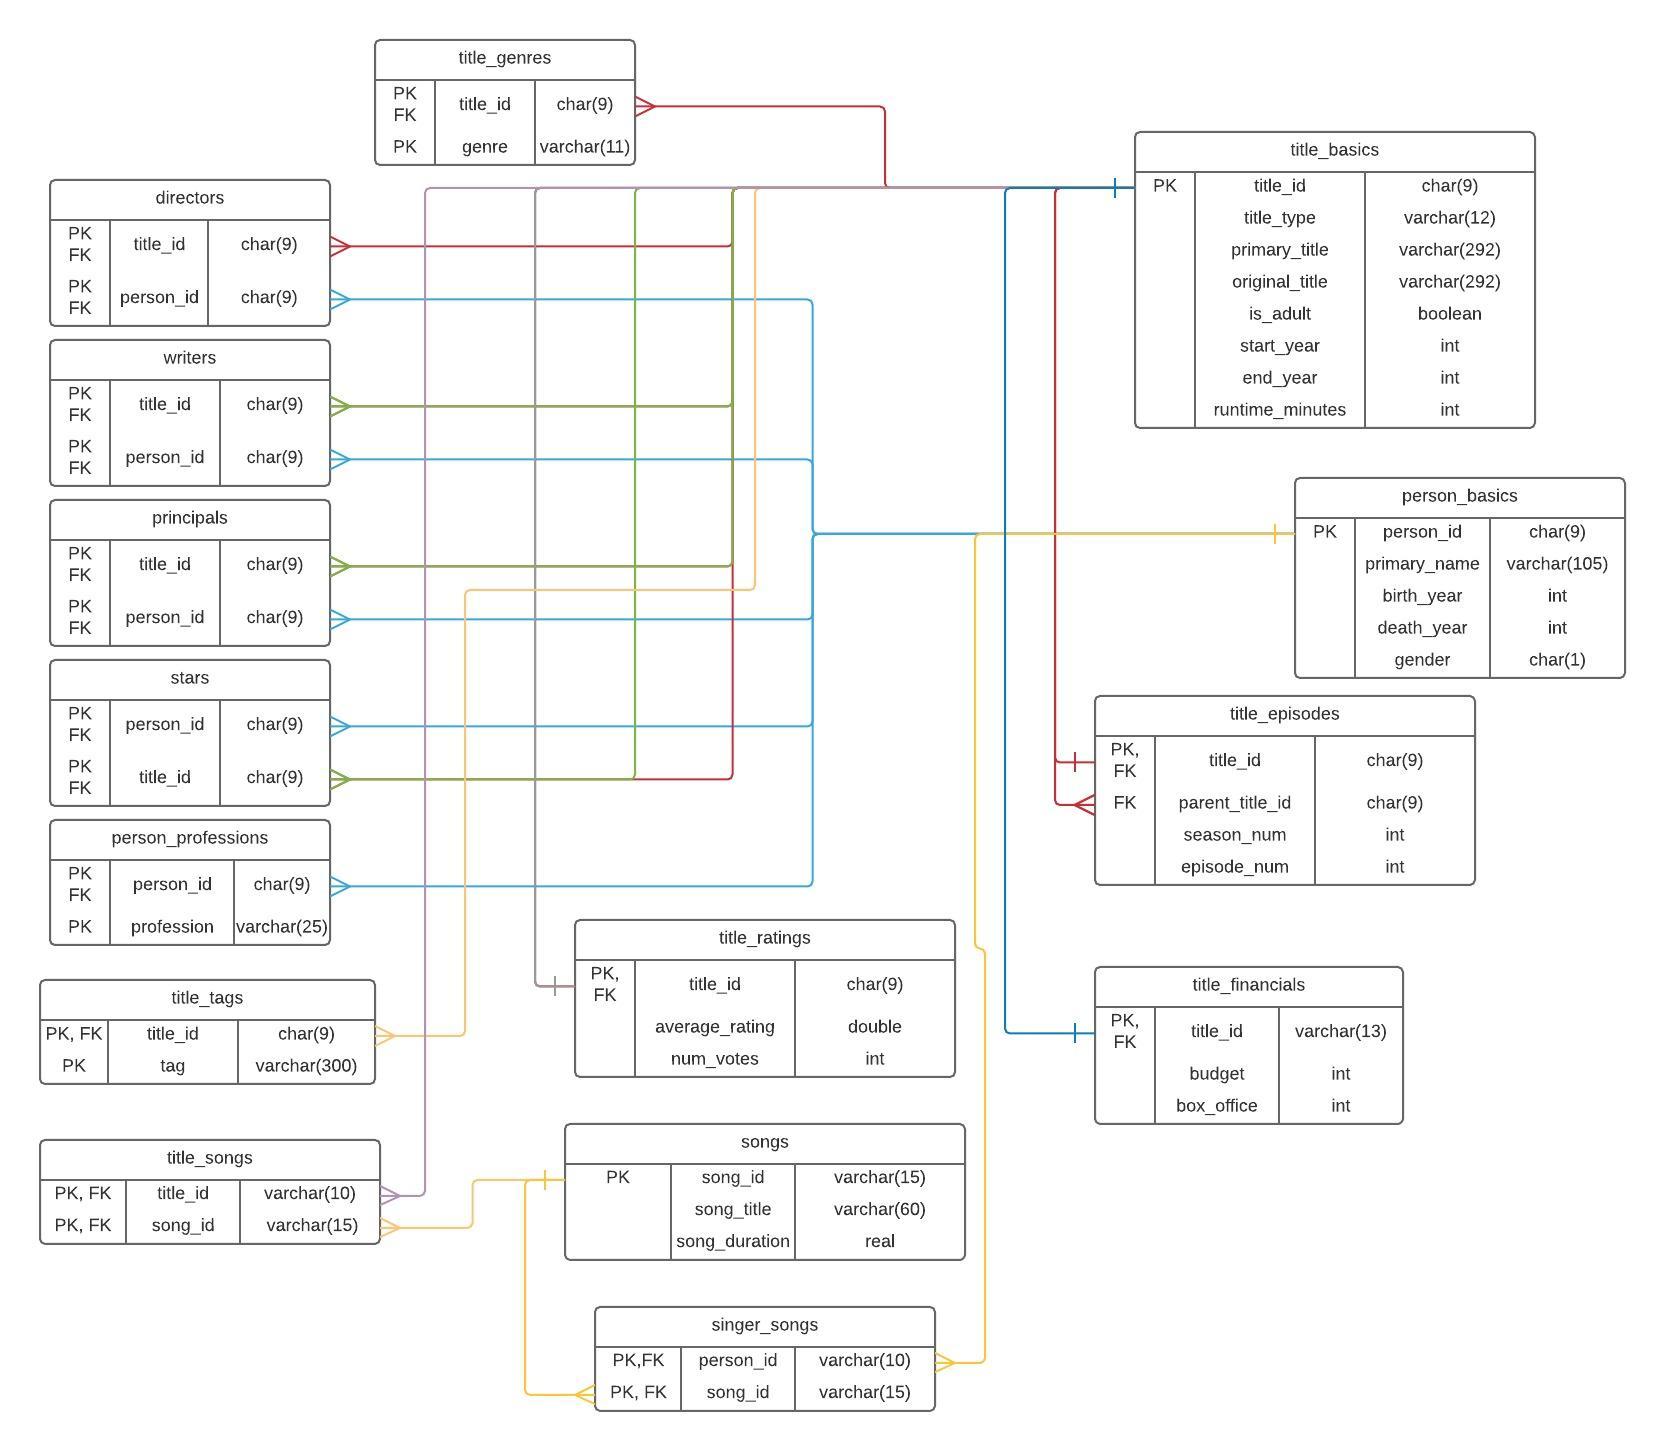 title_genres
PK
FK title_id char(9)
PK genre varchar(11)
title_basics
PK title_id char(9)
title_type varchar(12)
primary_title varchar(292)
original_title varchar(292)
is_adult boolean
start_year int
end_year int
runtime_minutes int
directors
PK
FK title_id char(9)
PK
FK person_id char(9)
writers
PK
FK title_id char(9)
PK
FK person_id char(9)
principals
PK
FK title_id char(9)
PK
FK person_id char(9)
stars
PK
FK person_id char(9)
PK
FK title_id char(9)
person_professions
PK
FK person_id char(9)
PK profession varchar(25)
title_tags
PK, FK title_id char(9)
PK tag varchar(300)
title_songs
PK, FK title_id varchar(10)
PK, FK song_id varchar(15)
person_basics
PK person_id char(9)
primary_name varchar(105)
birth_year int
death_year int
gender char(1)
title_episodes
PK,
FK title_id char(9)
FK parent_title_id char(9)
season_num int
episode_num int
title_ratings
PK,
FK title_id char(9)
average_rating double
num_votes int
title_financials
PK,
FK title_id varchar(13)
budget int
box_office int
songs
PK song_id varchar(15)
song_title varchar(60)
song_duration real
singer_songs
PK,FK person_id varchar(10)
PK, FK song_id varchar(15)